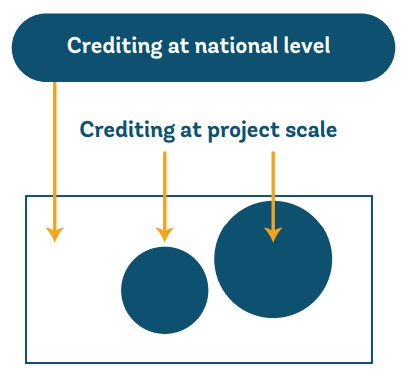 Crediting at national level
Crediting at project scale